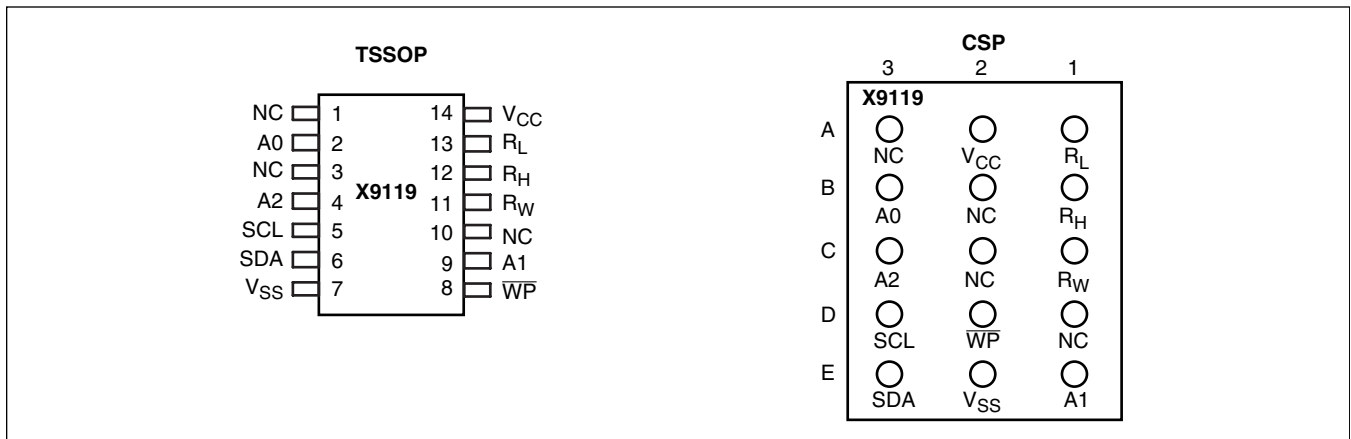 TSSOP
NC 1 14 VCC
A0 2 13 RL
NC 3 12 RH
A2 4 X9119 11 RW
SCL 5 10 NC
SDA 6 9 A1
VSS 7 8 WP
CSP
3 2 1
X9119
A
NC VCC RL
B
A0 NC RH
C
A2 NC RW
D
SCL WP NC
E
SDA VSS A1